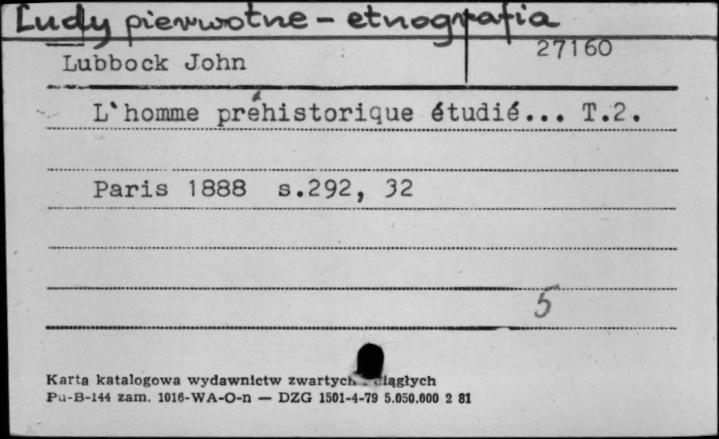 Ludy pierwotne - etnografia
27160
Lubbock John
L'homme préhistorique étudié... T.2.
Paris 1888 s.292, 32
5
Karta katalogowa wydawnictw zwartych ciągłych
Pu-B-144 zam. 1016-WA-O-n — DZG 1501-4-79 5.050.000 2 81